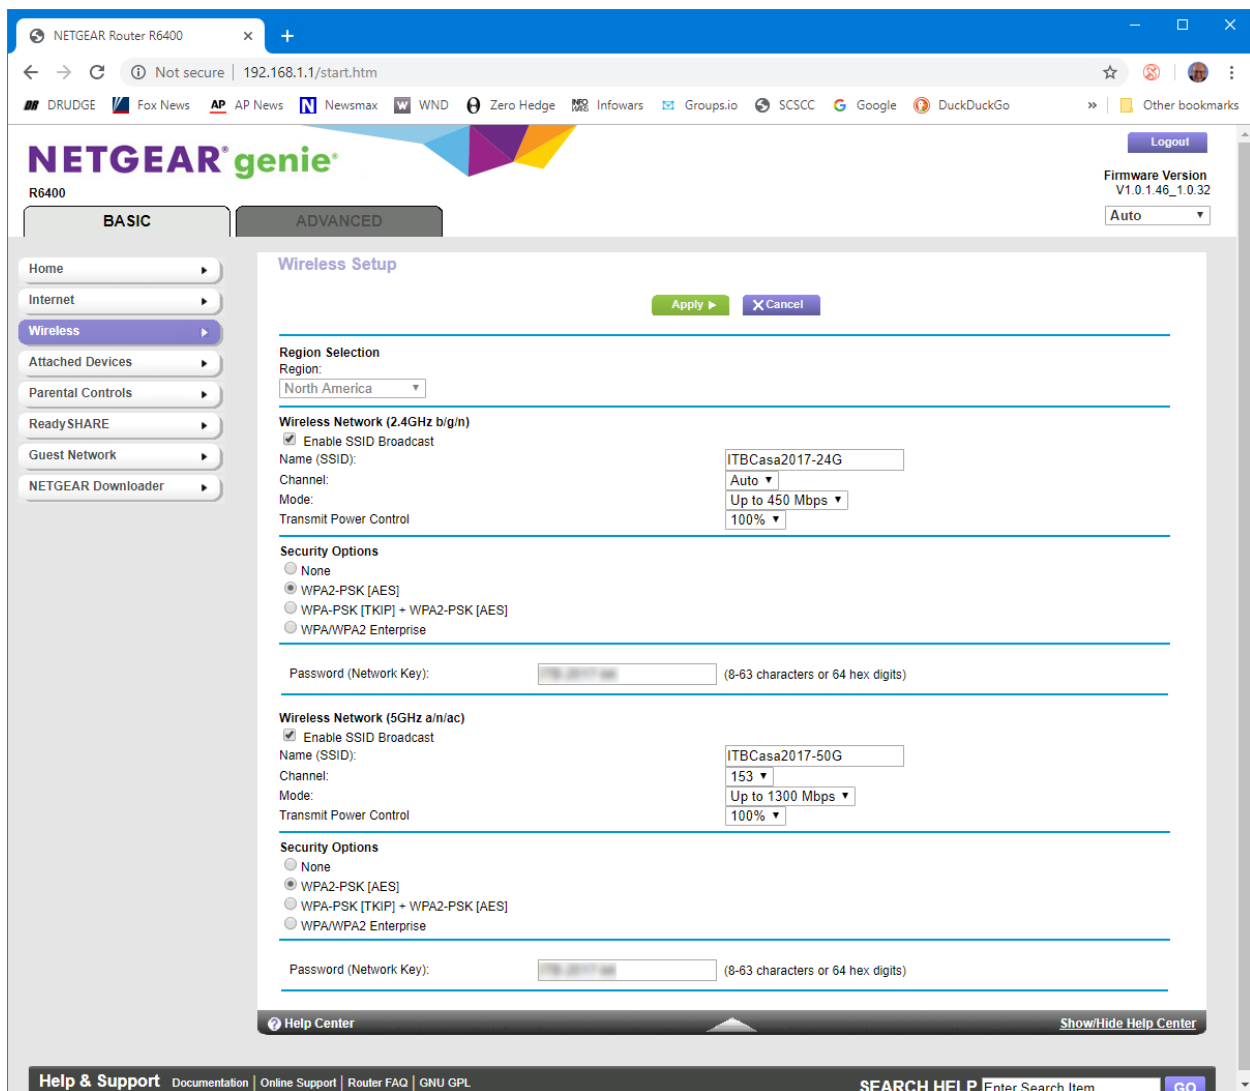 NETGEAR Router R6400
Not secure | 192.168.1.1/start.htm
DRUDGE Fox News AP AP News N Newsmax W WND Zero Hedge INFO WARS Infowars Groups.io SCSCC G Google DuckDuckGo » Other bookmarks
NETGEAR® genie®
Logout
R6400
Firmware Version
V1.0.1.46_1.0.32
BASIC
ADVANCED
Auto
Home
Internet
Wireless
Attached Devices
Parental Controls
ReadySHARE
Guest Network
NETGEAR Downloader
Wireless Setup
Apply
X Cancel
Region Selection
Region:
North America
Wireless Network (2.4GHz b/g/n)
Enable SSID Broadcast
Name (SSID): ITBCasa2017-24G
Channel: Auto
Mode: Up to 450 Mbps
Transmit Power Control 100%
Security Options
None
WPA2-PSK [AES]
WPA-PSK [TKIP] + WPA2-PSK [AES]
WPA/WPA2 Enterprise
Password (Network Key): (8-63 characters or 64 hex digits)
Wireless Network (5GHz a/n/ac)
Enable SSID Broadcast
Name (SSID): ITBCasa2017-50G
Channel: 153
Mode: Up to 1300 Mbps
Transmit Power Control 100%
Security Options
None
WPA2-PSK [AES]
WPA-PSK [TKIP] + WPA2-PSK [AES]
WPA/WPA2 Enterprise
Password (Network Key): (8-63 characters or 64 hex digits)
Help Center
Show/Hide Help Center
Help & Support Documentation | Online Support | Router FAQ | GNU GPL
SEARCH HELP Enter Search Item GO